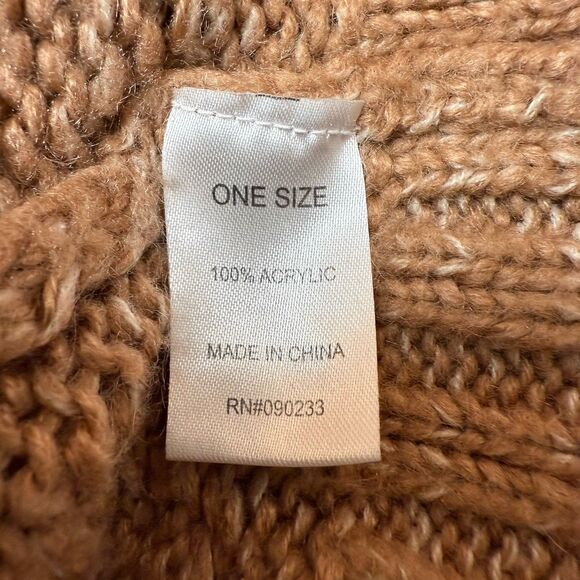 ONE SIZE
100% ACRYLIC
MADE IN CHINA
RN#090233